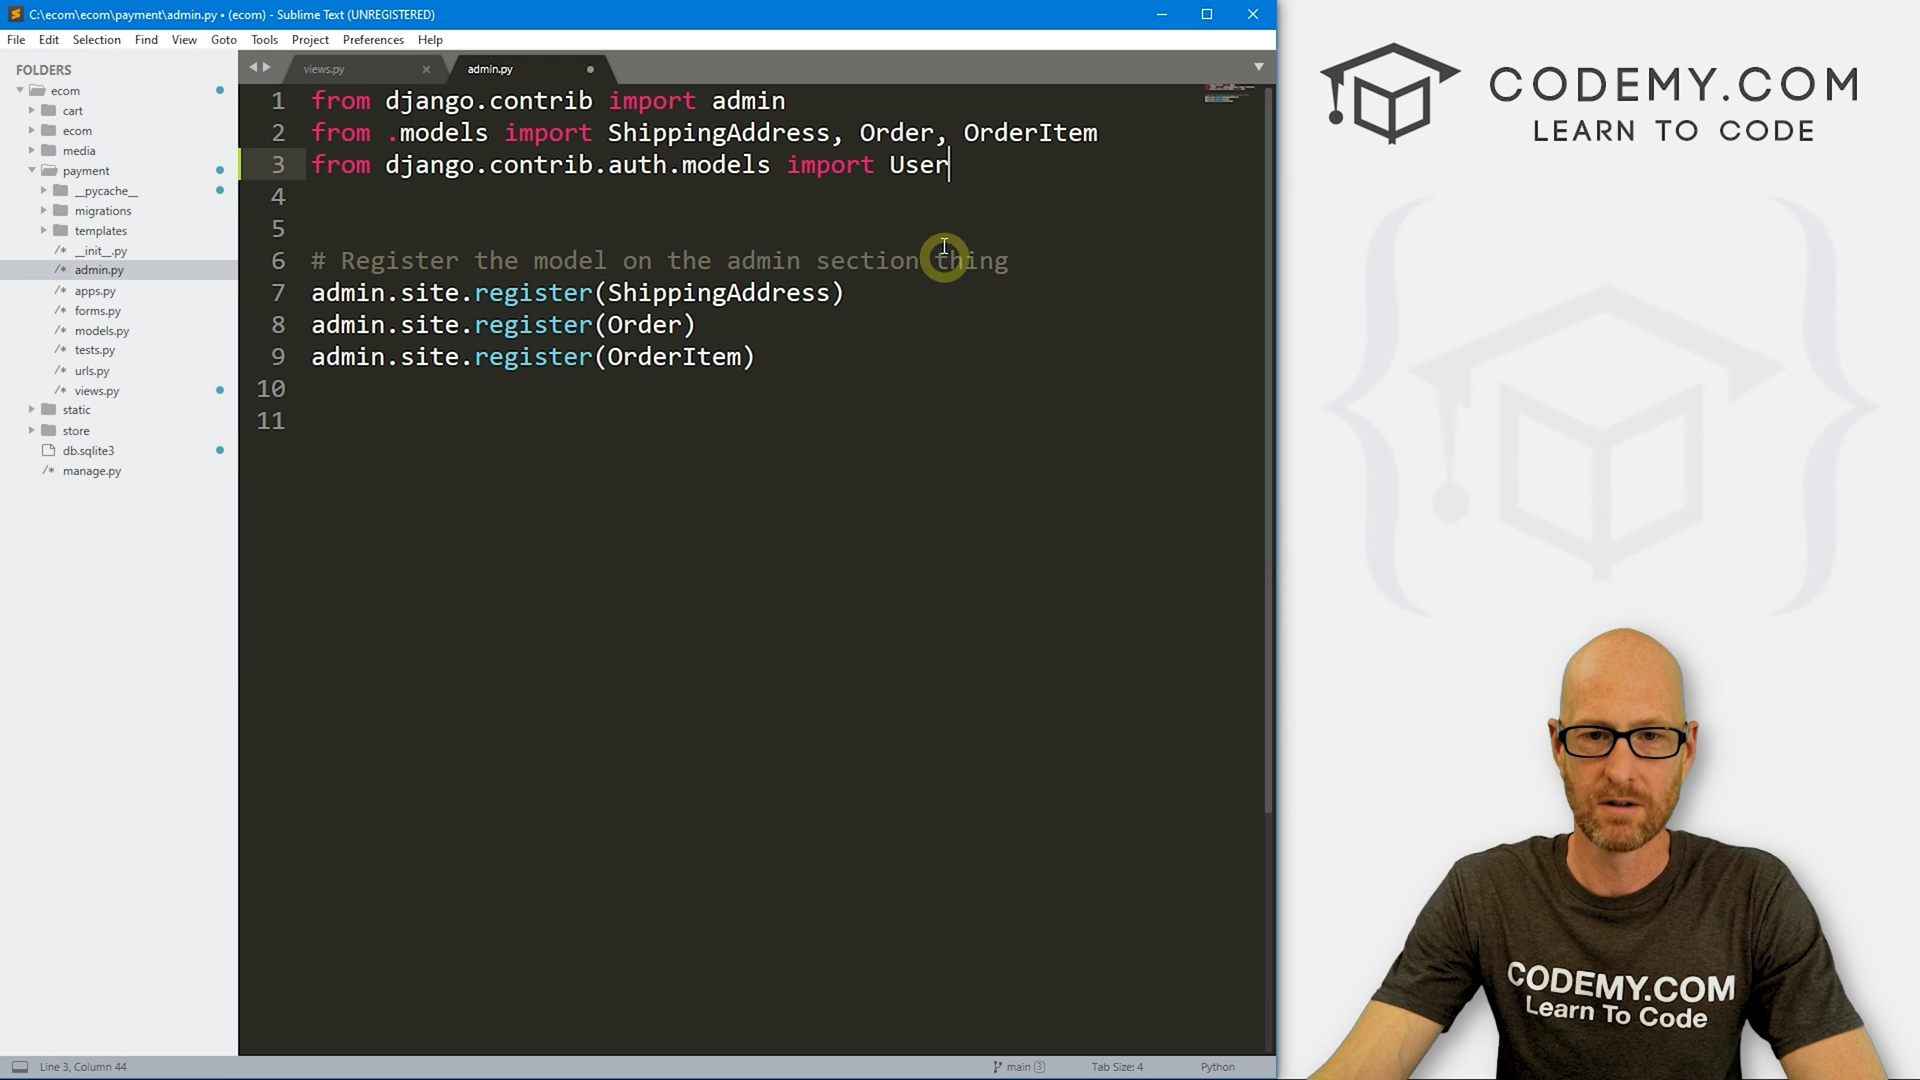 C:\ecom\ecom\payment\admin.py • (ecom) - Sublime Text (UNREGISTERED)
File Edit Selection Find View Goto Tools Project Preferences Help
FOLDERS
ecom
cart
ecom
media
payment
__pycache__
migrations
templates
/* __init__.py
/* admin.py
/* apps.py
/* forms.py
/* models.py
/* tests.py
/* urls.py
/* views.py
static
store
db.sqlite3
/* manage.py
views.py
admin.py
1 from django.contrib import admin
2 from .models import ShippingAddress, Order, OrderItem
3 from django.contrib.auth.models import User
4
5
6 # Register the model on the admin section thing
7 admin.site.register(ShippingAddress)
8 admin.site.register(Order)
9 admin.site.register(OrderItem)
10
11
Line 3, Column 44
main 3
Tab Size: 4
Python
CODEMY.COM
LEARN TO CODE
CODEMY.COM
Learn To Code